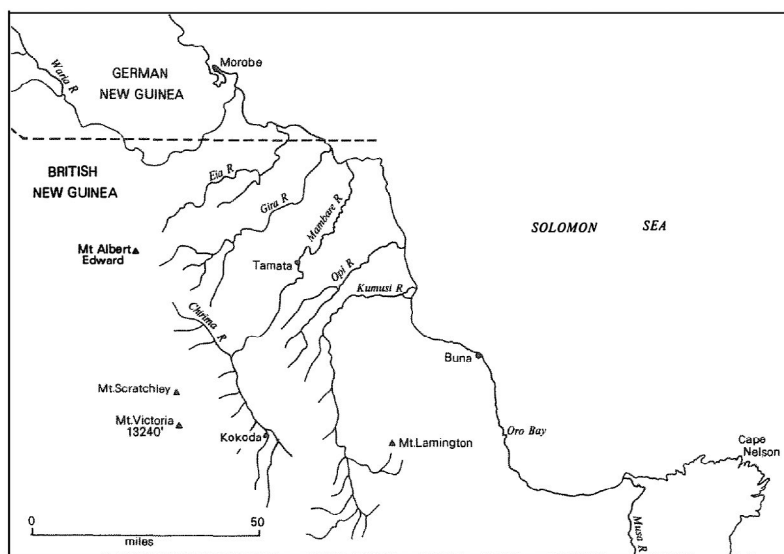 Morobe
Waria R
GERMAN
NEW GUINEA
BRITISH
NEW GUINEA
Eia R
Gira R
Mambare R
SOLOMON SEA
Mt Albert
Edward
Tamata
Opi R
Kumusi R
Chirima R
Buna
Mt.Scratchley
Mt.Victoria
13240'
Kokoda
Mt.Lamington
Oro Bay
Cape
Nelson
Musa R
0 50
miles